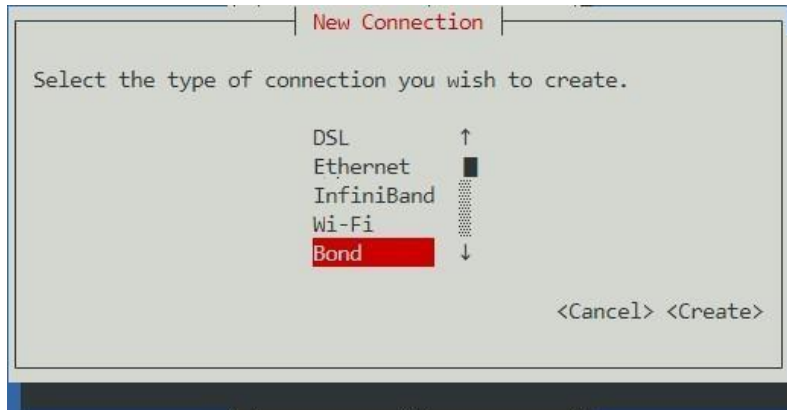 New Connection
Select the type of connection you wish to create.
DSL ↑
Ethernet
InfiniBand
Wi-Fi
Bond ↓
<Cancel> <Create>